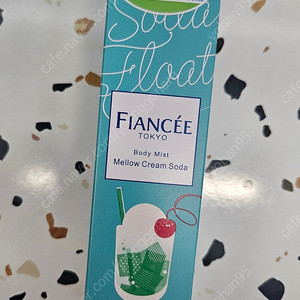 Soda
Float
FIANCÉE
TOKYO
Body Mist
Mellow Cream Soda